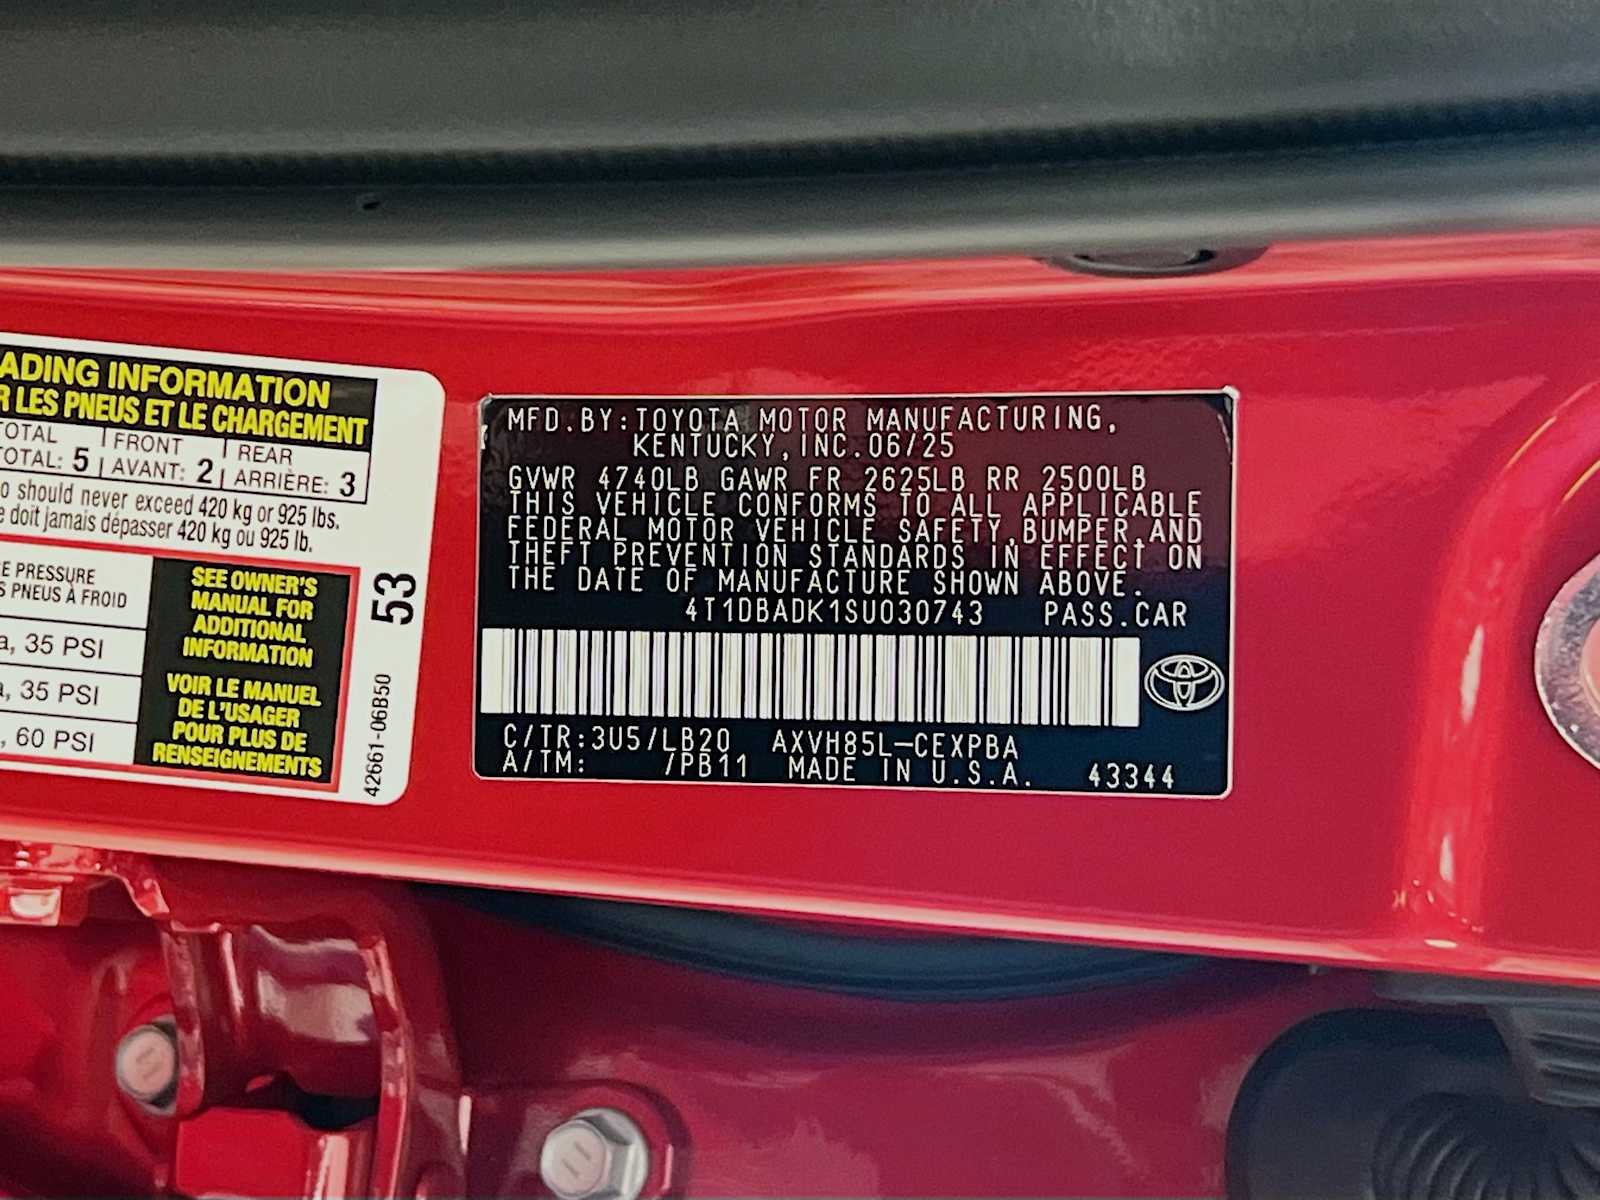 ADING INFORMATION
R LES PNEUS ET LE CHARGEMENT
TOTAL FRONT REAR
TOTAL: 5 AVANT: 2 ARRIÈRE: 3
o should never exceed 420 kg or 925 lbs.
e doit jamais dépasser 420 kg ou 925 lb.
E PRESSURE
S PNEUS À FROID
a, 35 PSI
a, 35 PSI
, 60 PSI
SEE OWNER'S
MANUAL FOR
ADDITIONAL
INFORMATION
VOIR LE MANUEL
DE L'USAGER
POUR PLUS DE
RENSEIGNEMENTS
53
42661-06B50
MFD.BY:TOYOTA MOTOR MANUFACTURING,
KENTUCKY,INC.06/25
GVWR 4740LB GAWR FR 2625LB RR 2500LB
THIS VEHICLE CONFORMS TO ALL APPLICABLE
FEDERAL MOTOR VEHICLE SAFETY,BUMPER,AND
THEFT PREVENTION STANDARDS IN EFFECT ON
THE DATE OF MANUFACTURE SHOWN ABOVE.
4T1DBADK1SU030743 PASS.CAR
C/TR:3U5/LB20 AXVH85L-CEXPBA
A/TM: /PB11 MADE IN U.S.A. 43344